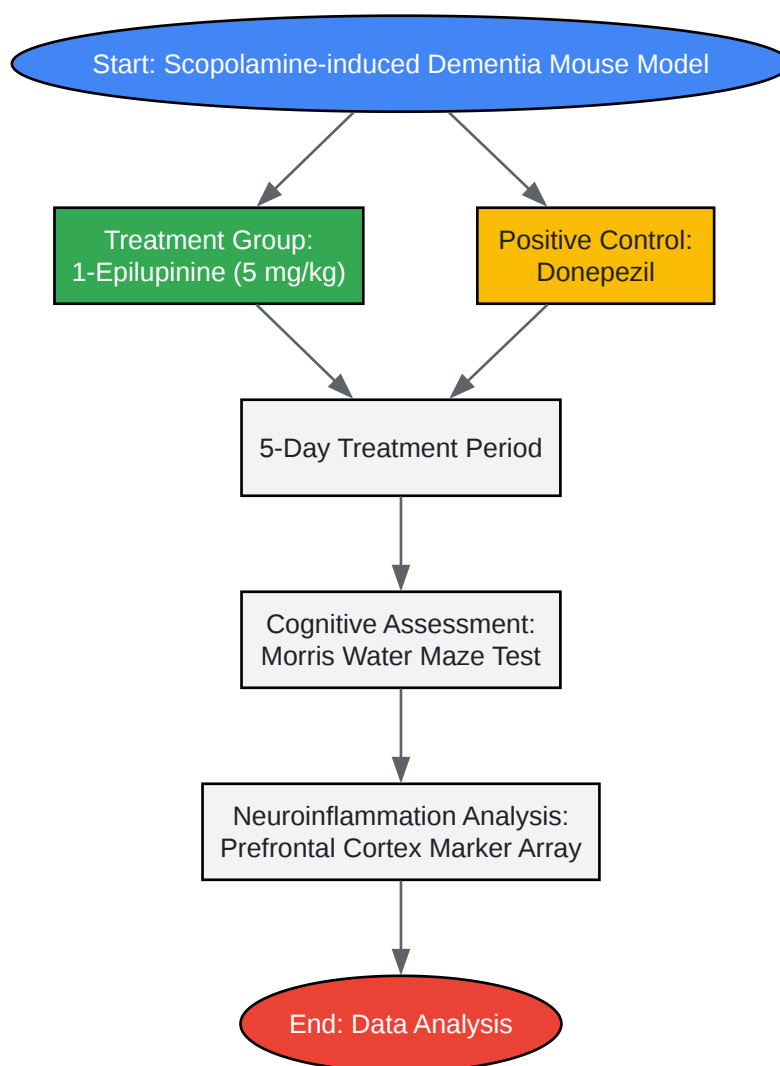 Start: Scopolamine-induced Dementia Mouse Model
Treatment Group:
1-Epilupinine (5 mg/kg)
Positive Control:
Donepezil
5-Day Treatment Period
Cognitive Assessment:
Morris Water Maze Test
Neuroinflammation Analysis:
Prefrontal Cortex Marker Array
End: Data Analysis